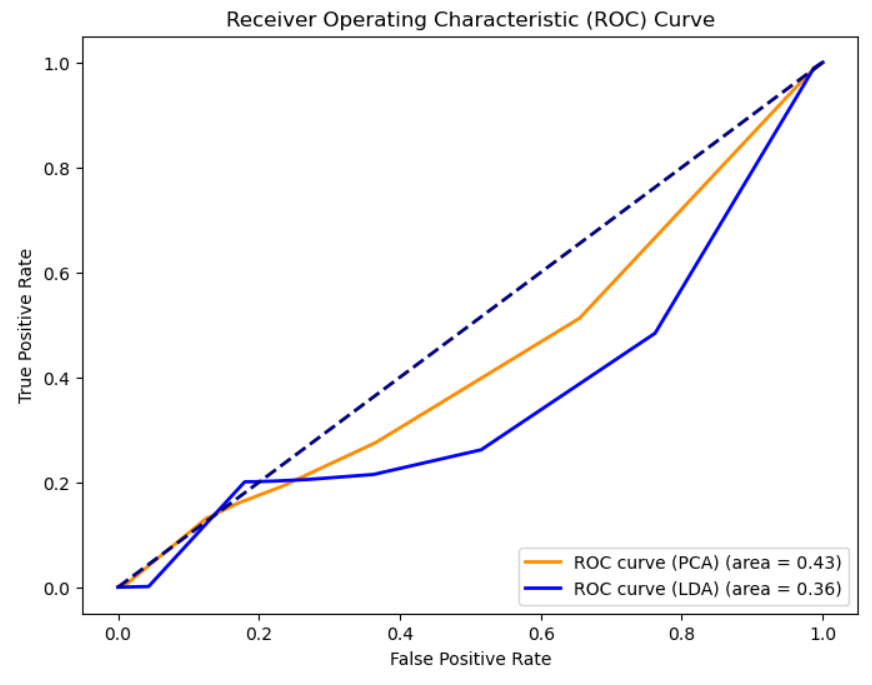 Receiver Operating Characteristic (ROC) Curve
1.0
0.8
0.6
0.4
0.2
0.0
True Positive Rate
ROC curve (PCA) (area = 0.43)
ROC curve (LDA) (area = 0.36)
0.0 0.2 0.4 0.6 0.8 1.0
False Positive Rate